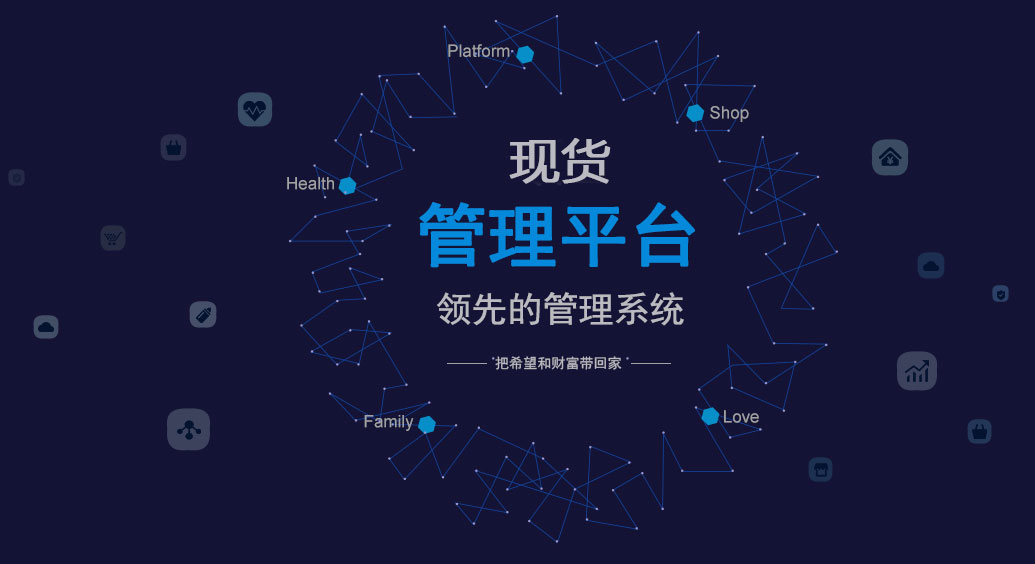 Platform
Shop
现货
Health
管理平台
领先的管理系统
"把希望和财富带回家"
Family
Love